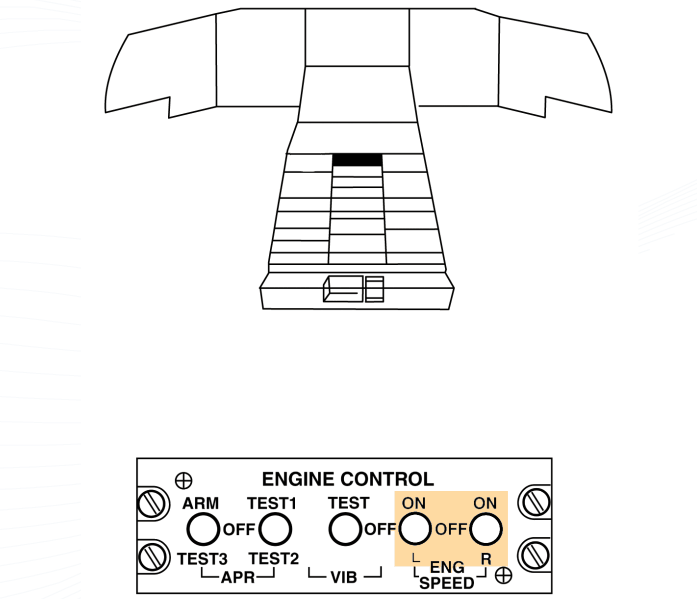 ENGINE CONTROL
ARM TEST1 TEST ON ON
OFF OFF OFF
TEST3 TEST2 L R
APR VIB ENG
SPEED